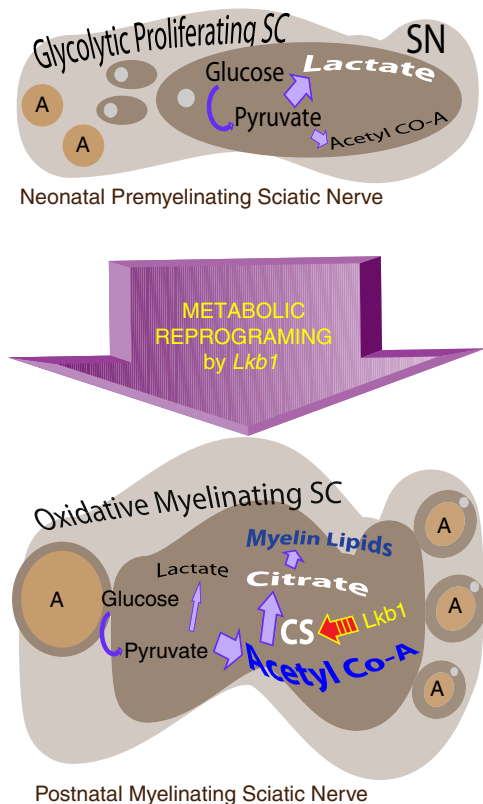 Glycolytic Proliferating SC
SN
Glucose
Lactate
A
Pyruvate
A
Acetyl CO-A
Neonatal Premyelinating Sciatic Nerve
METABOLIC
REPROGRAMING
by Lkb1
Oxidative Myelinating SC
A
Myelin Lipids
Lactate
Citrate
A
Glucose
A
Lkb1
CS
Pyruvate
Acetyl Co-A
A
Postnatal Myelinating Sciatic Nerve